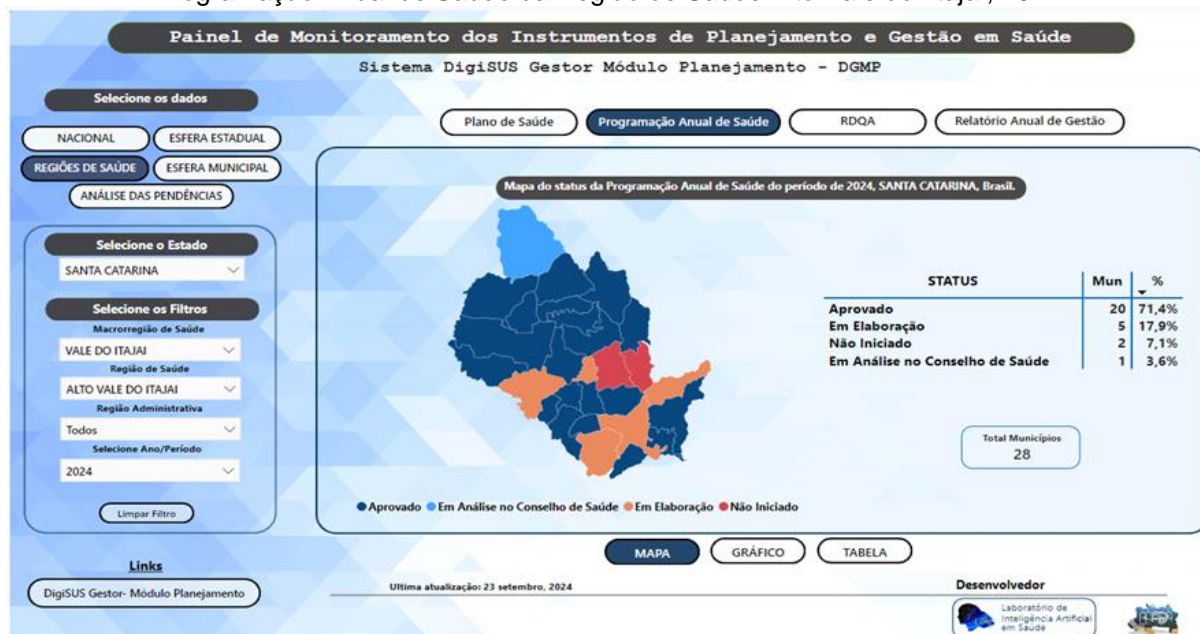 Painel de Monitoramento dos Instrumentos de Planejamento e Gestão em Saúde
Sistema DigiSUS Gestor Módulo Planejamento - DGMP
Selecione os dados
NACIONAL
ESFERA ESTADUAL
REGIÕES DE SAÚDE
ESFERA MUNICIPAL
ANÁLISE DAS PENDÊNCIAS
Plano de Saúde
Programação Anual de Saúde
RDQA
Relatório Anual de Gestão
Selecione o Estado
SANTA CATARINA
Selecione os Filtros
Macrorregião de Saúde
VALE DO ITAJAI
Região de Saúde
ALTO VALE DO ITAJAI
Região Administrativa
Todos
Selecione Ano/Período
2024
Limpar Filtro
Links
DigiSUS Gestor- Módulo Planejamento
Mapa do status da Programação Anual de Saúde do período de 2024, SANTA CATARINA, Brasil.
STATUS Mun %
Aprovado 20 71,4%
Em Elaboração 5 17,9%
Não Iniciado 2 7,1%
Em Análise no Conselho de Saúde 1 3,6%
Total Municípios
28
Aprovado Em Análise no Conselho de Saúde Em Elaboração Não Iniciado
MAPA
GRÁFICO
TABELA
Ultima atualização: 23 setembro, 2024
Desenvolvedor
Laboratório de
Inteligência Artificial
em Saúde